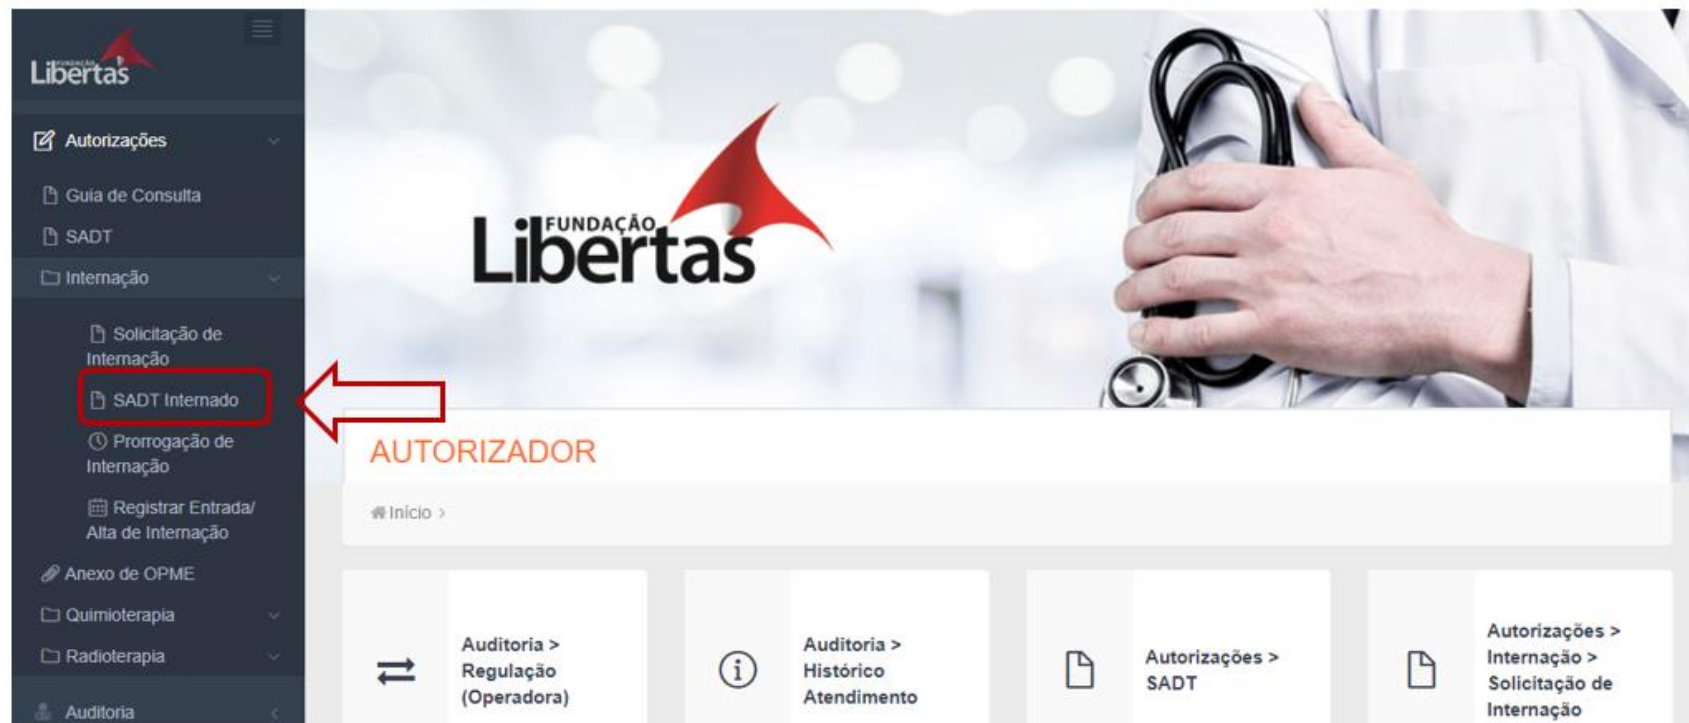 FUNDAÇÃO
Libertas
Autorizações
Guia de Consulta
SADT
Internação
Solicitação de
Internação
SADT Internado
Prorrogação de
Internação
Registrar Entrada/
Alta de Internação
Anexo de OPME
Quimioterapia
Radioterapia
Auditoria
FUNDAÇÃO
Libertas
AUTORIZADOR
Início >
Auditoria >
Regulação
(Operadora)
Auditoria >
Histórico
Atendimento
Autorizações >
SADT
Autorizações >
Internação >
Solicitação de
Internação